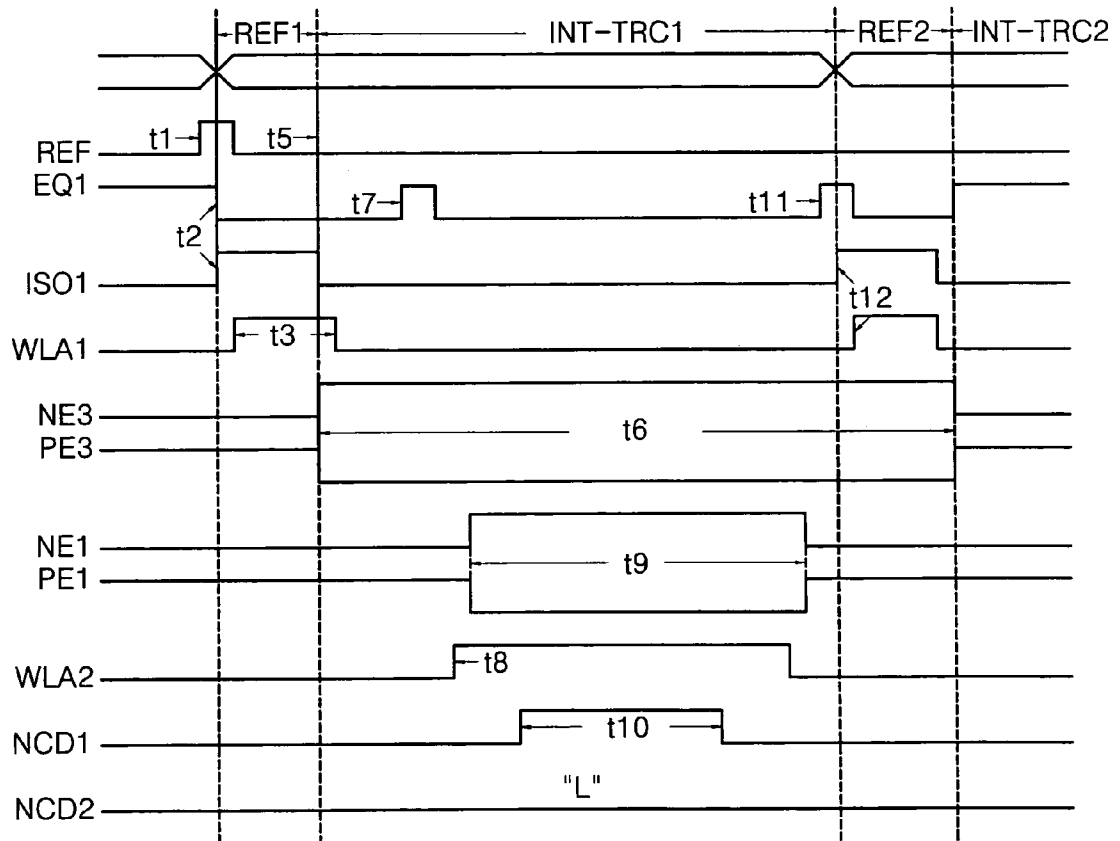 REF1 INT-TRC1 REF2 INT-TRC2
REF t1 t5
EQ1 t7 t11
t2
ISO1 t12
WLA1 t3
NE3
t6
PE3
NE1
t9
PE1
WLA2 t8
NCD1 t10
"L"
NCD2